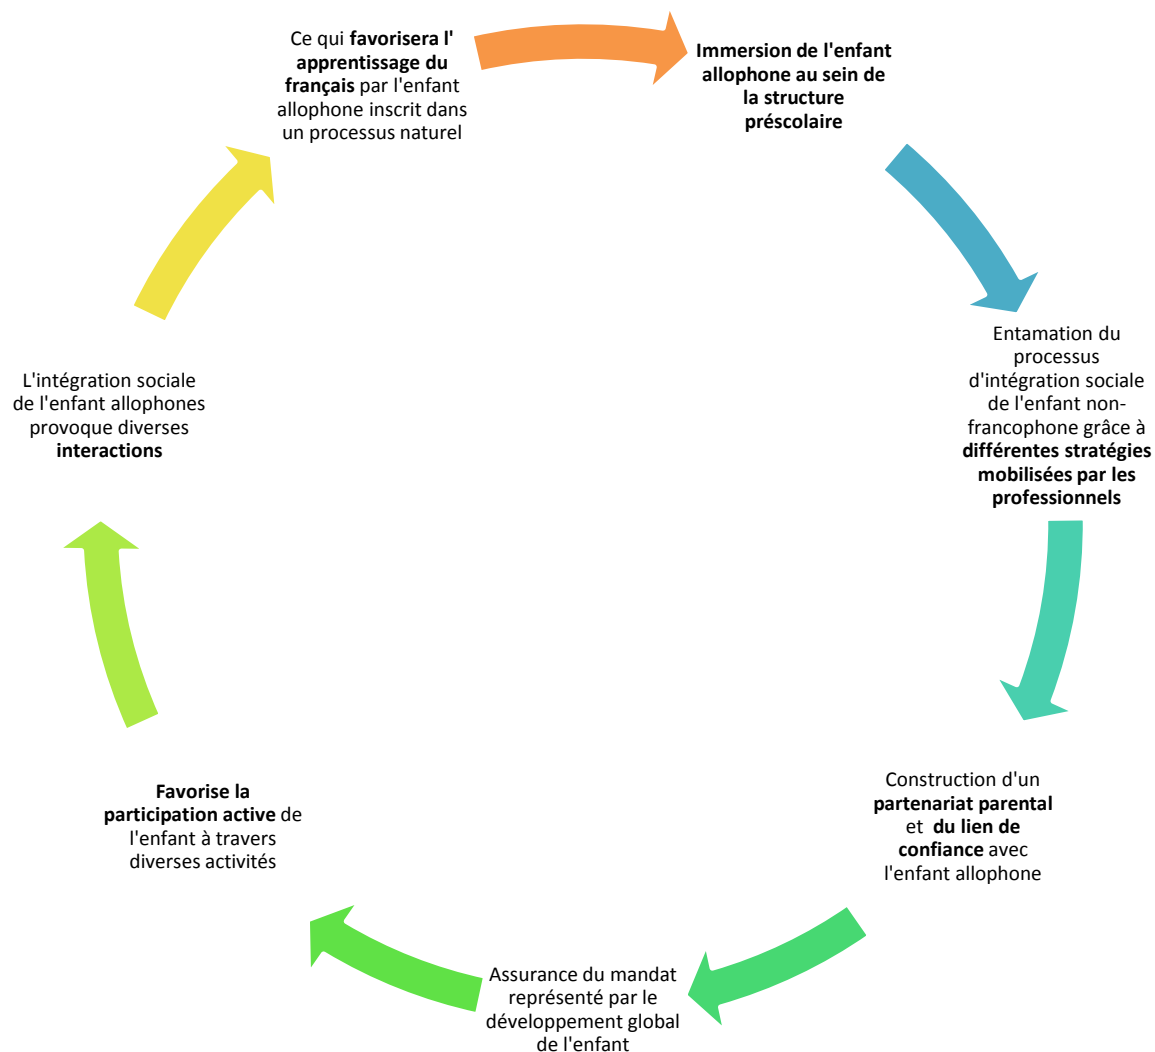 Ce qui favorisera l'
apprentissage du
français par l'enfant
allophone inscrit dans
un processus naturel
Immersion de l'enfant
allophone au sein de
la structure
préscolaire
Entamation du
processus
d'intégration sociale
de l'enfant non-
francophone grâce à
différentes stratégies
mobilisées par les
professionnels
Construction d'un
partenariat parental
et du lien de
confiance avec
l'enfant allophone
Assurance du mandat
représenté par le
développement global
de l'enfant
Favorise la
participation active de
l'enfant à travers
diverses activités
L'intégration sociale
de l'enfant allophones
provoque diverses
interactions